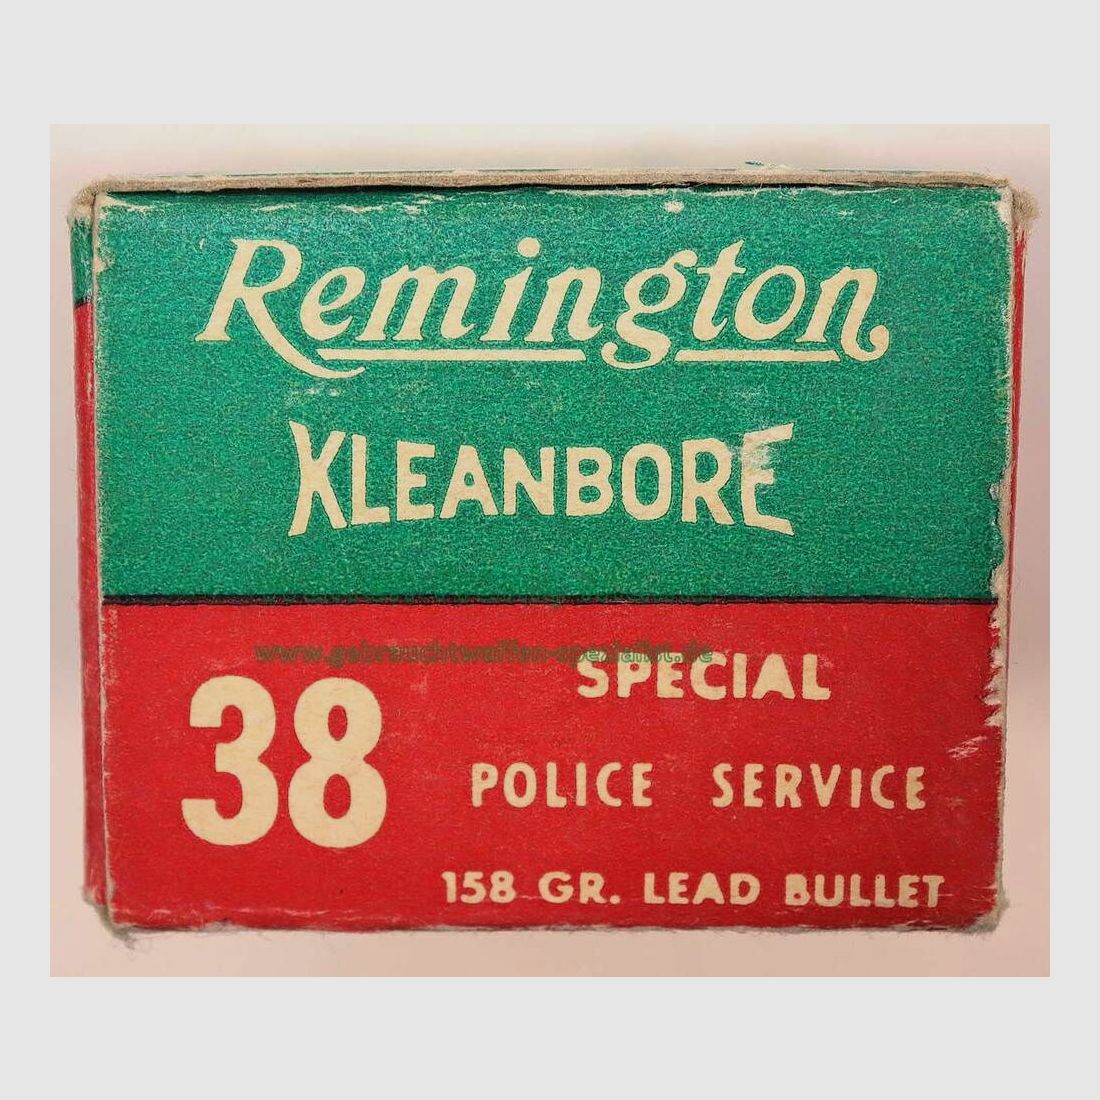 Remington
KLEANBORE
www.gebrauchtwaffen-spezialist.de
38 SPECIAL
POLICE SERVICE
158 GR. LEAD BULLET